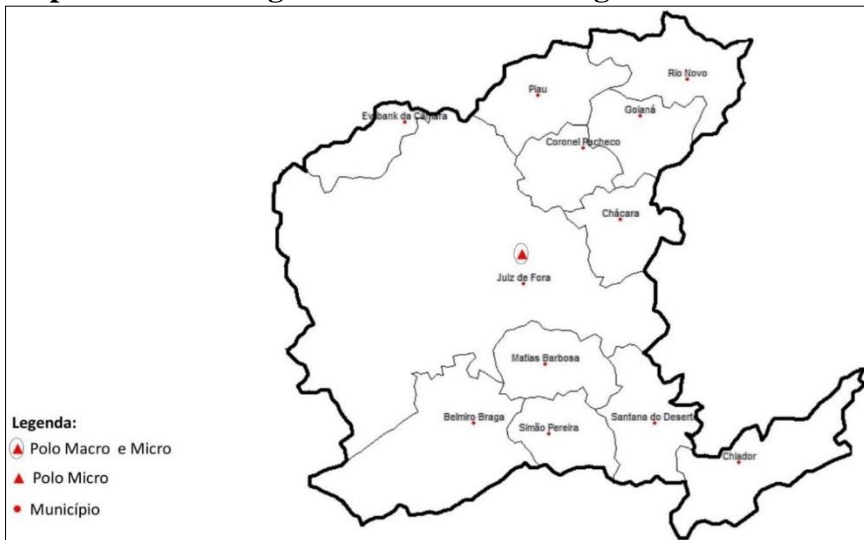 Rio Novo
Piau
Goianá
Ewbank da Câmara
Coronel Pacheco
Chácara
Juiz de Fora
Matias Barbosa
Belmiro Braga
Simão Pereira
Santana do Deserto
Chiador
Legenda:
Polo Macro e Micro
Polo Micro
Município